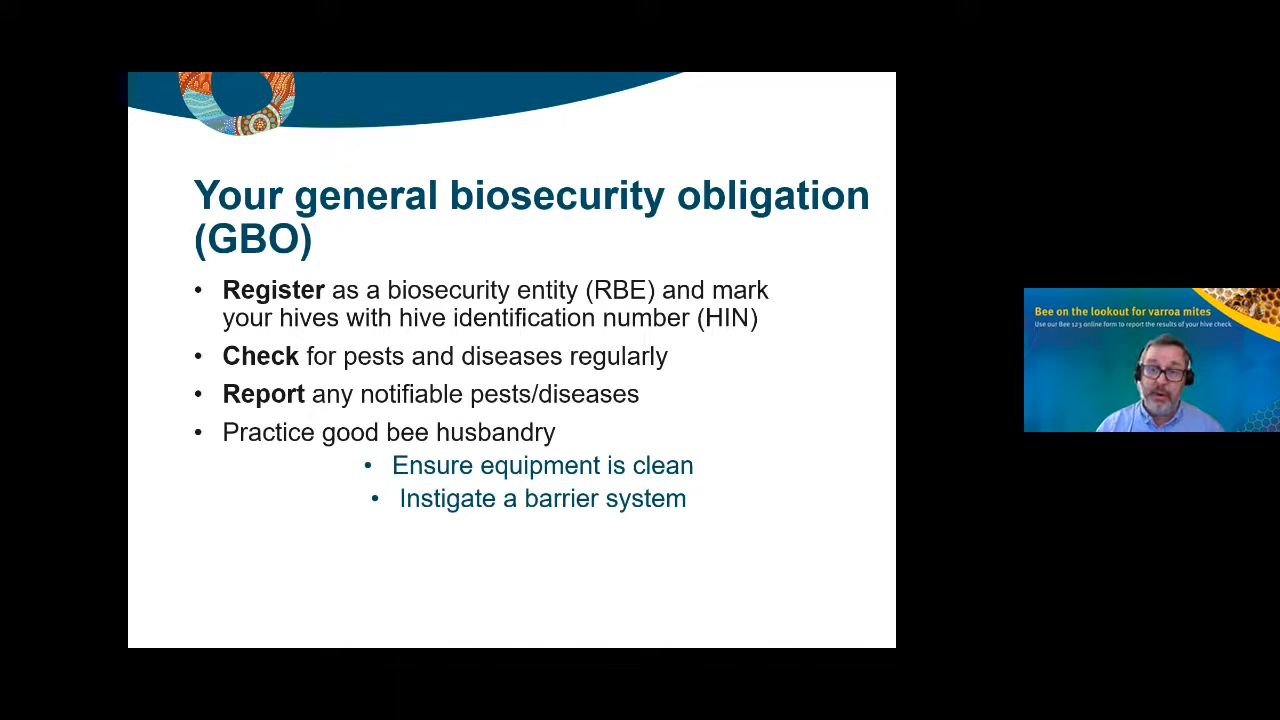 Your general biosecurity obligation
(GBO)
• Register as a biosecurity entity (RBE) and mark
your hives with hive identification number (HIN)
• Check for pests and diseases regularly
• Report any notifiable pests/diseases
• Practice good bee husbandry
• Ensure equipment is clean
• Instigate a barrier system
Bee on the lookout for varroa mites
Use our Bee 123 online form to report the results of your hive check.